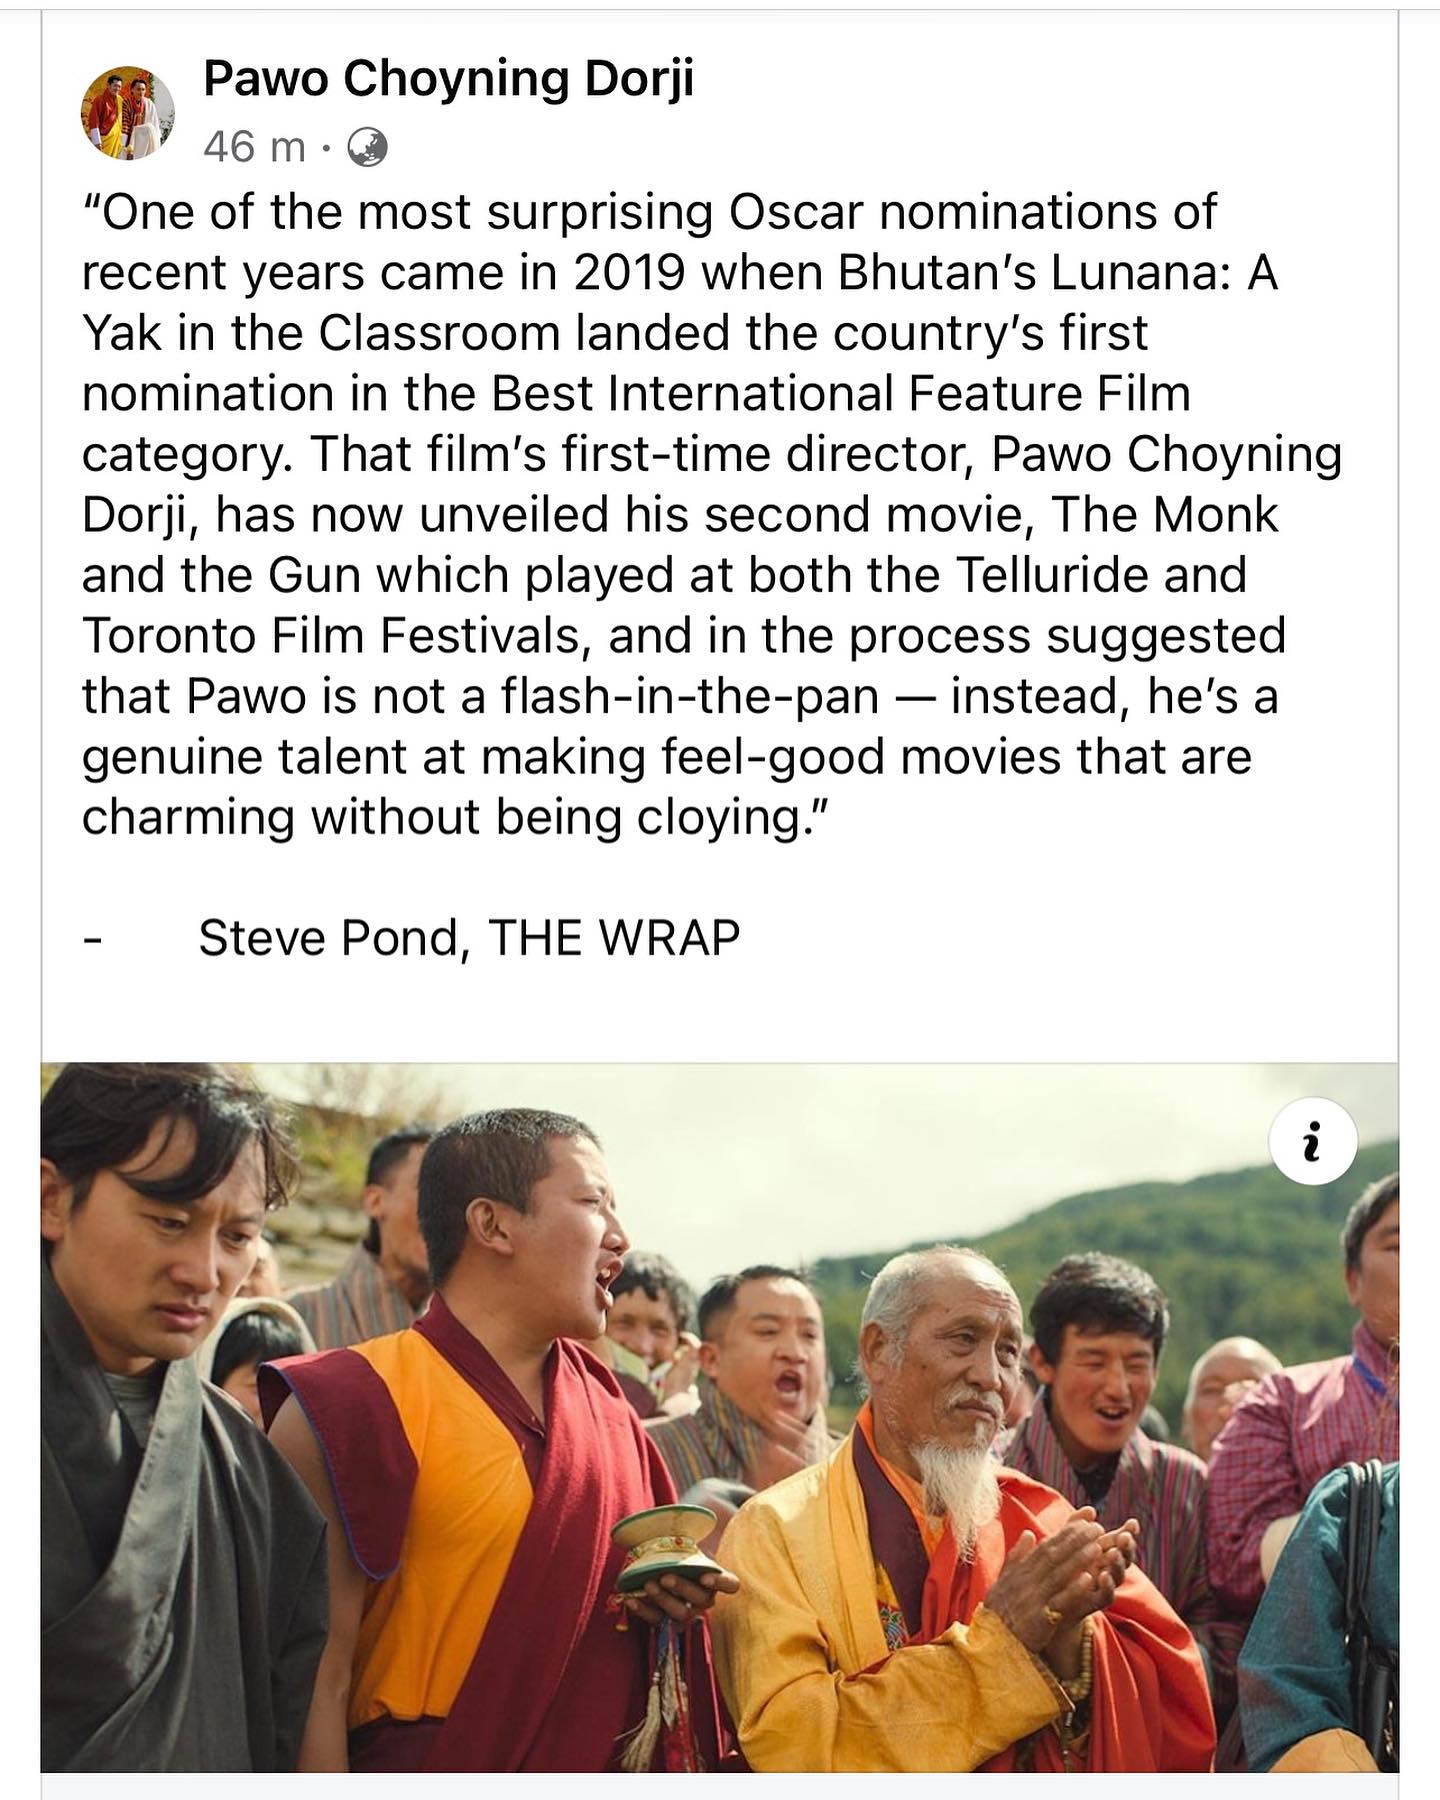 Pawo Choyning Dorji
46 m ·
“One of the most surprising Oscar nominations of
recent years came in 2019 when Bhutan’s Lunana: A
Yak in the Classroom landed the country’s first
nomination in the Best International Feature Film
category. That film’s first-time director, Pawo Choyning
Dorji, has now unveiled his second movie, The Monk
and the Gun which played at both the Telluride and
Toronto Film Festivals, and in the process suggested
that Pawo is not a flash-in-the-pan — instead, he’s a
genuine talent at making feel-good movies that are
charming without being cloying.”
- Steve Pond, THE WRAP
i